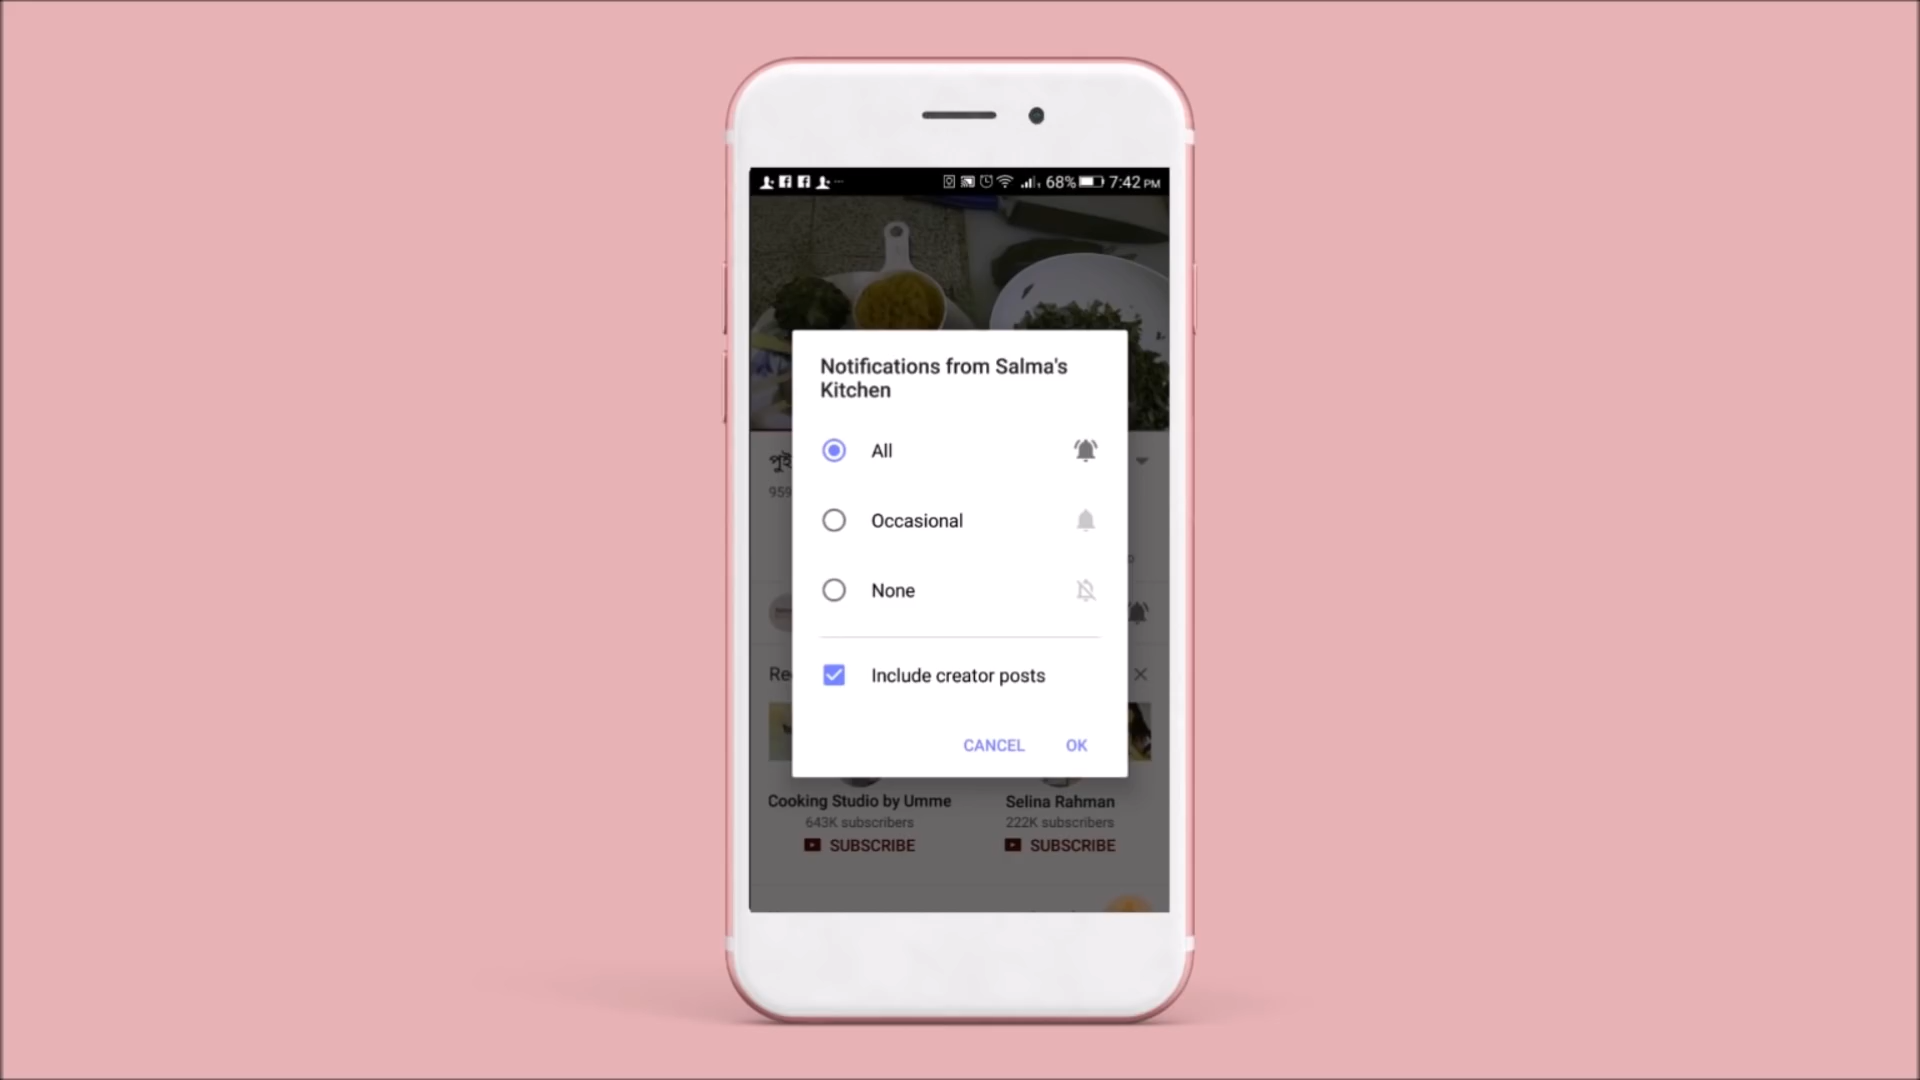 68% 7:42 PM
Notifications from Salma's
Kitchen
All
Occasional
None
Include creator posts
CANCEL OK
Cooking Studio by Umme
Selina Rahman
643K subscribers
222K subscribers
SUBSCRIBE
SUBSCRIBE